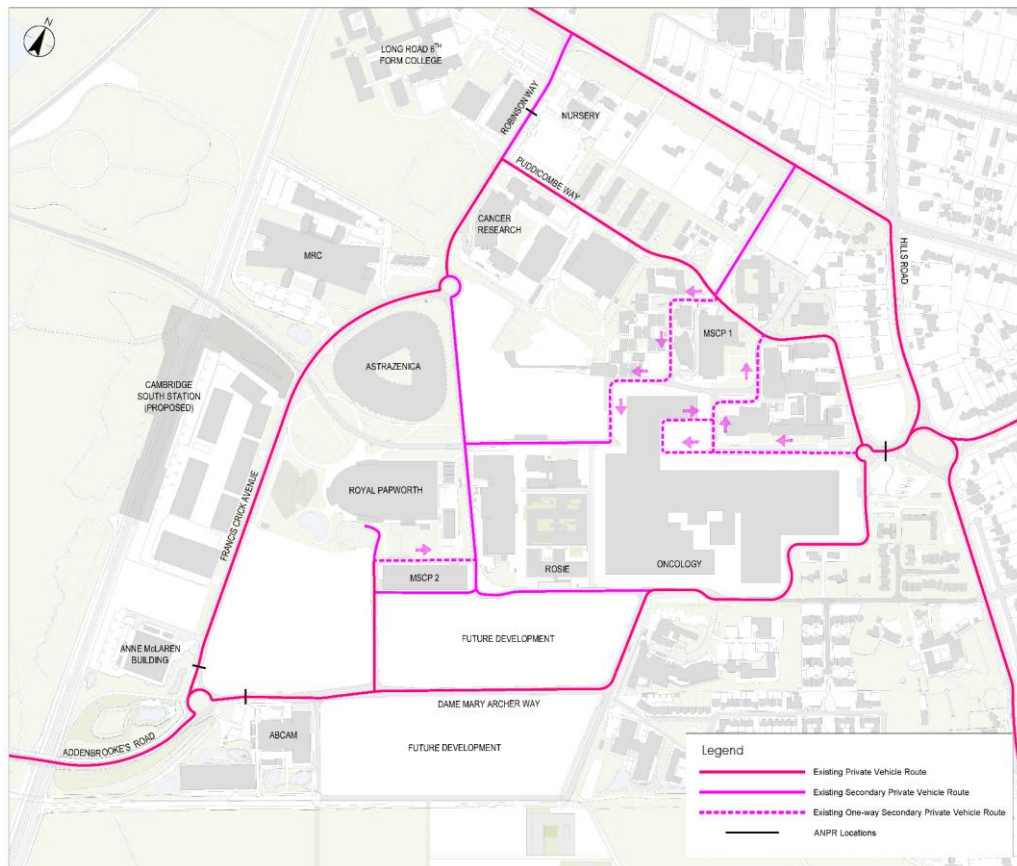 N
LONG ROAD 6TH
FORM COLLEGE
ROBINSON WAY
NURSERY
PUDDICOMBE WAY
CANCER
RESEARCH
HILLS ROAD
MRC
MSCP 1
ASTRAZENICA
CAMBRIDGE
SOUTH STATION
(PROPOSED)
FRANCIS CRICK AVENUE
ROYAL PAPWORTH
MSCP 2
ROSIE
ONCOLOGY
FUTURE DEVELOPMENT
ANNE McLAREN
BUILDING
DAME MARY ARCHER WAY
ADDENBROOKE'S ROAD
ABCAM
FUTURE DEVELOPMENT
Legend
Existing Private Vehicle Route
Existing Secondary Private Vehicle Route
Existing One-way Secondary Private Vehicle Route
ANPR Locations